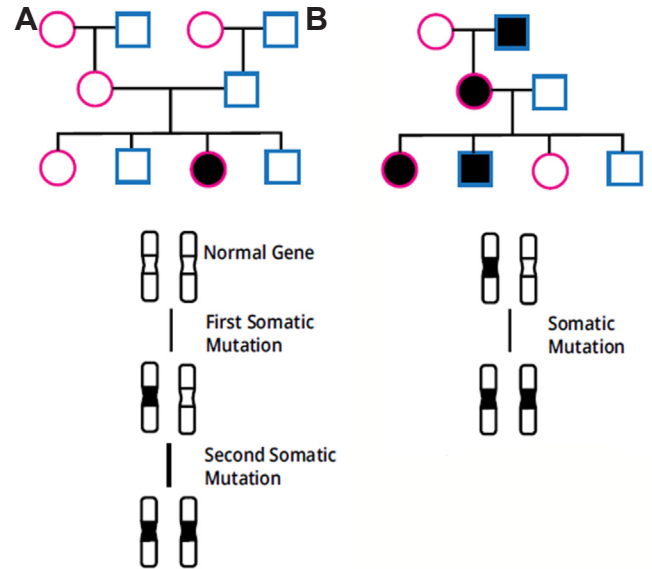 A
B
Normal Gene
First Somatic
Mutation
Somatic
Mutation
Second Somatic
Mutation